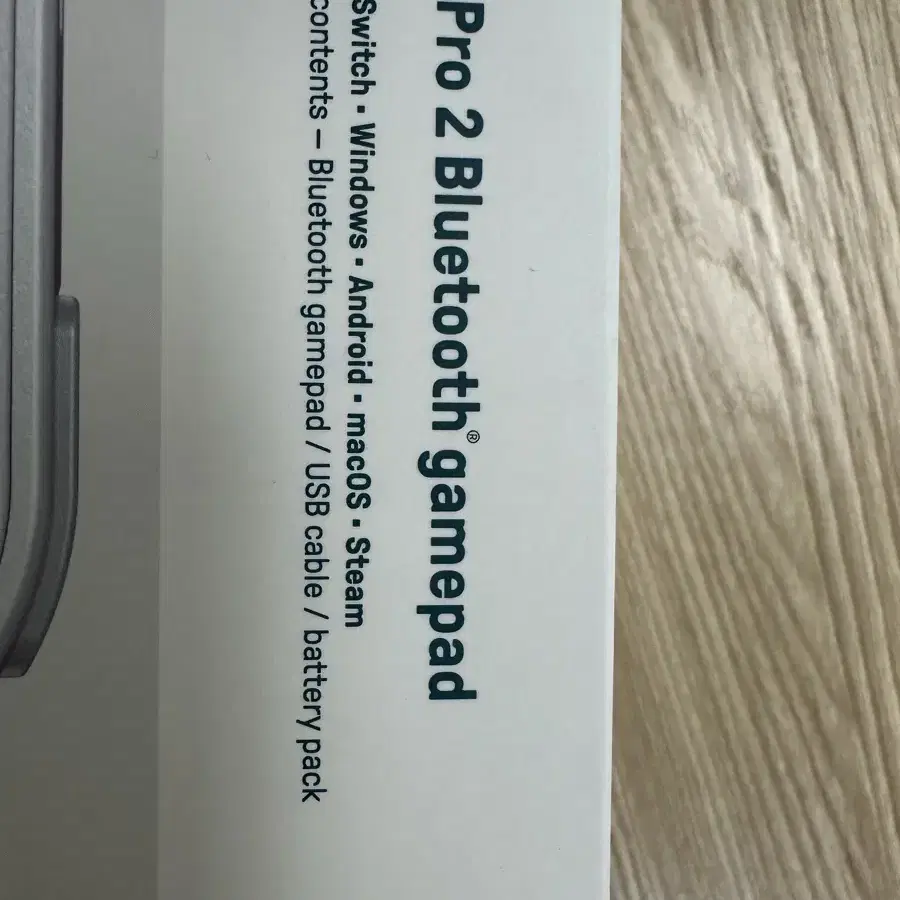 Pro 2 Bluetooth® gamepad
Switch · Windows · Android · macOS · Steam
contents – Bluetooth gamepad / USB cable / battery pack